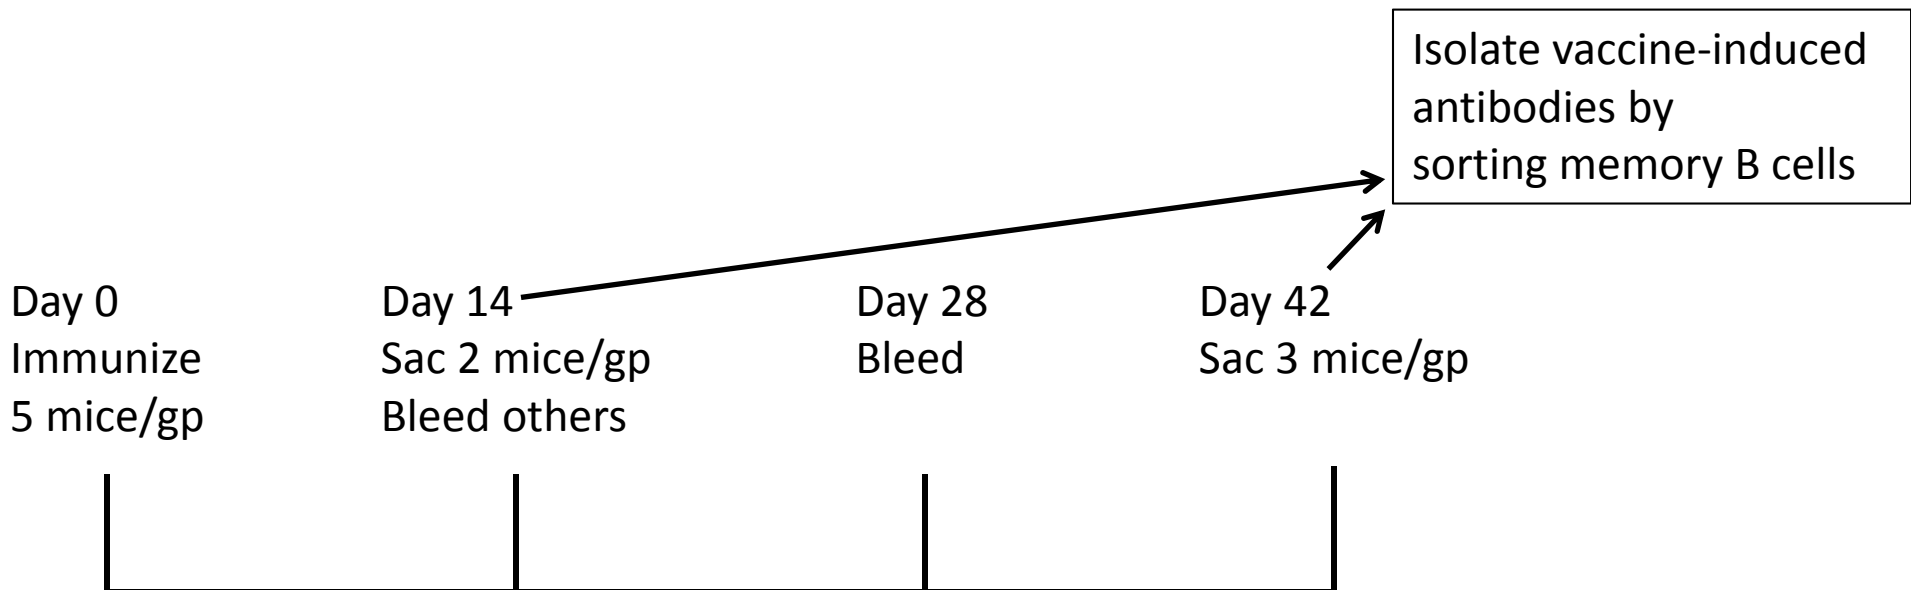 Isolate vaccine-induced
antibodies by
sorting memory B cells
Day 0
Immunize
5 mice/gp
Day 14
Sac 2 mice/gp
Bleed others
Day 28
Bleed
Day 42
Sac 3 mice/gp